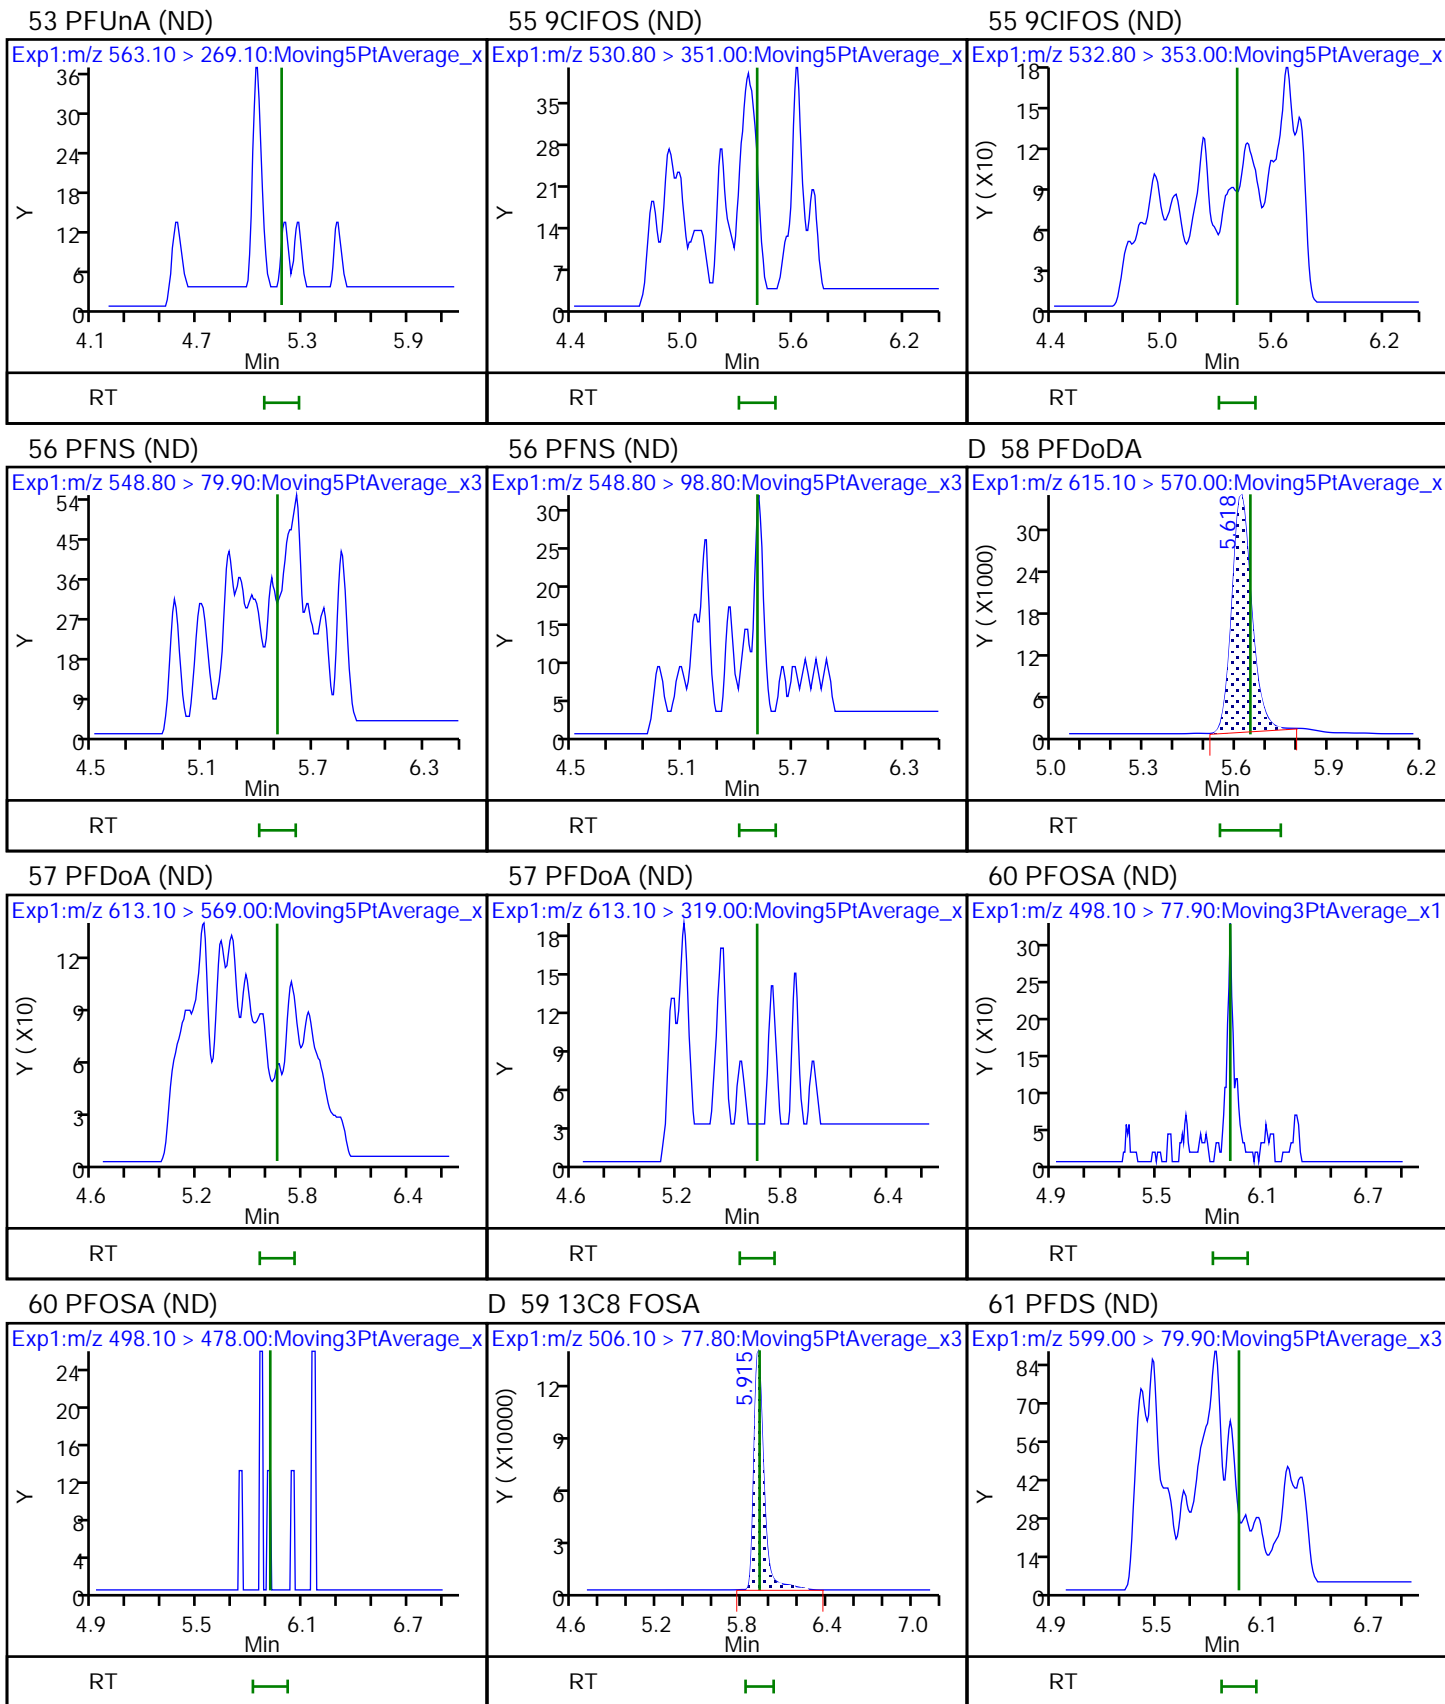 53 PFUnA (ND)
Exp1:m/z 563.10 > 269.10:Moving5PtAverage_x
36
30
24
18
12
6
0
Y
4.1 4.7 5.3 5.9
Min
RT
55 9ClFOS (ND)
Exp1:m/z 530.80 > 351.00:Moving5PtAverage_x
35
28
21
14
7
0
Y
4.4 5.0 5.6 6.2
Min
RT
55 9ClFOS (ND)
Exp1:m/z 532.80 > 353.00:Moving5PtAverage_x
18
15
12
9
6
3
0
Y ( X10)
4.4 5.0 5.6 6.2
Min
RT
56 PFNS (ND)
Exp1:m/z 548.80 > 79.90:Moving5PtAverage_x3
54
45
36
27
18
9
0
Y
4.5 5.1 5.7 6.3
Min
RT
56 PFNS (ND)
Exp1:m/z 548.80 > 98.80:Moving5PtAverage_x3
30
25
20
15
10
5
0
Y
4.5 5.1 5.7 6.3
Min
RT
D 58 PFDoDA
Exp1:m/z 615.10 > 570.00:Moving5PtAverage_x
5.618
30
24
18
12
6
0
Y ( X1000)
5.0 5.3 5.6 5.9 6.2
Min
RT
57 PFDoA (ND)
Exp1:m/z 613.10 > 569.00:Moving5PtAverage_x
12
9
6
3
0
Y ( X10)
4.6 5.2 5.8 6.4
Min
RT
57 PFDoA (ND)
Exp1:m/z 613.10 > 319.00:Moving5PtAverage_x
18
15
12
9
6
3
0
Y
4.6 5.2 5.8 6.4
Min
RT
60 PFOSA (ND)
Exp1:m/z 498.10 > 77.90:Moving3PtAverage_x1
30
25
20
15
10
5
0
Y ( X10)
4.9 5.5 6.1 6.7
Min
RT
60 PFOSA (ND)
Exp1:m/z 498.10 > 478.00:Moving3PtAverage_x
24
20
16
12
8
4
0
Y
4.9 5.5 6.1 6.7
Min
RT
D 59 13C8 FOSA
Exp1:m/z 506.10 > 77.80:Moving5PtAverage_x3
5.915
12
9
6
3
0
Y ( X10000)
4.6 5.2 5.8 6.4 7.0
Min
RT
61 PFDS (ND)
Exp1:m/z 599.00 > 79.90:Moving5PtAverage_x3
84
70
56
42
28
14
0
Y
4.9 5.5 6.1 6.7
Min
RT